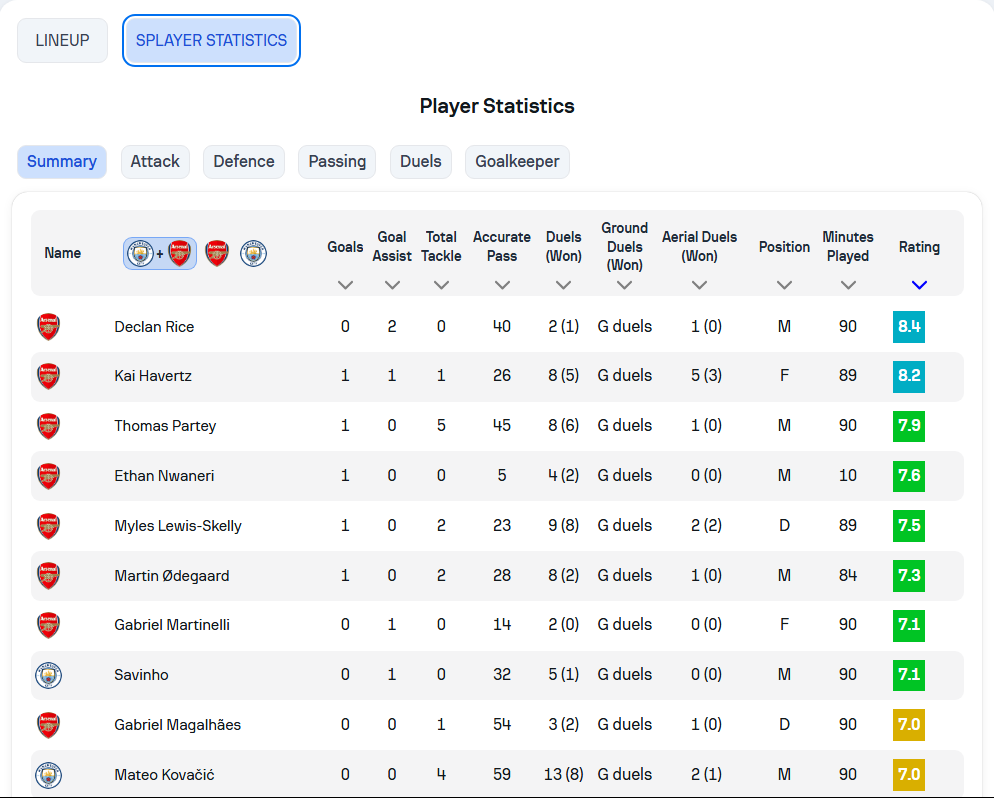 LINEUP SPLAYER STATISTICS
Player Statistics
Summary Attack Defence Passing Duels Goalkeeper
Name + Goals Goal Assist Total Tackle Accurate Pass Duels (Won) Ground Duels (Won) Aerial Duels (Won) Position Minutes Played Rating
Declan Rice 0 2 0 40 2 (1) G duels 1 (0) M 90 8.4
Kai Havertz 1 1 1 26 8 (5) G duels 5 (3) F 89 8.2
Thomas Partey 1 0 5 45 8 (6) G duels 1 (0) M 90 7.9
Ethan Nwaneri 1 0 0 5 4 (2) G duels 0 (0) M 10 7.6
Myles Lewis-Skelly 1 0 2 23 9 (8) G duels 2 (2) D 89 7.5
Martin Ødegaard 1 0 2 28 8 (2) G duels 1 (0) M 84 7.3
Gabriel Martinelli 0 1 0 14 2 (0) G duels 0 (0) F 90 7.1
Savinho 0 1 0 32 5 (1) G duels 0 (0) M 90 7.1
Gabriel Magalhães 0 0 1 54 3 (2) G duels 1 (0) D 90 7.0
Mateo Kovačić 0 0 4 59 13 (8) G duels 2 (1) M 90 7.0